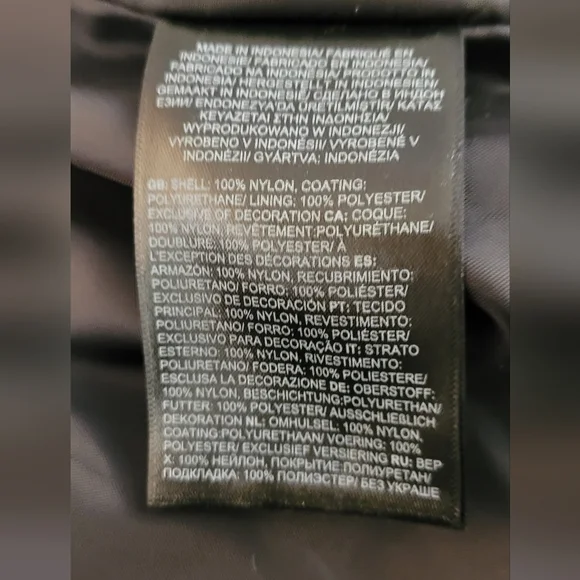 MADE IN INDONESIA/ FABRIQUÉ EN
INDONÉSIE/ FABRICADO EN INDONESIA/
FABRICADO NA INDONÉSIA/ PRODOTTO IN
INDONESIA/ HERGESTELLT IN INDONESIEN/
GEMAAKT IN INDONESIË/ СДЕЛАНО В ИНДОН
ЕЗИИ/ ENDONEZYA'DA ÜRETİLMİŞTİR/ ΚΑΤΑΣ
ΚΕΥΑΖΕΤΑΙ ΣΤΗΝ ΙΝΔΟΝΗΣΙΑ/
WYPRODUKOWANO W INDONEZJI/
VYROBENO V INDONÉSII/ VYROBENÉ V
INDONÉZII/ GYÁRTVA: INDONÉZIA
GB: SHELL: 100% NYLON, COATING:
POLYURETHANE/ LINING: 100% POLYESTER/
EXCLUSIVE OF DECORATION CA: COQUE:
100% NYLON, REVÊTEMENT:POLYURÉTHANE/
DOUBLURE: 100% POLYESTER/ À
L'EXCEPTION DES DÉCORATIONS ES:
ARMAZÓN: 100% NYLON, RECUBRIMIENTO:
POLIURETANO/ FORRO: 100% POLIÉSTER/
EXCLUSIVO DE DECORACIÓN PT: TECIDO
PRINCIPAL: 100% NYLON, REVESTIMENTO:
POLIURETANO/ FORRO: 100% POLIÉSTER/
EXCLUSIVO PARA DECORAÇÃO IT: STRATO
ESTERNO: 100% NYLON, RIVESTIMENTO:
POLIURETANO/ FODERA: 100% POLIESTERE/
ESCLUSA LA DECORAZIONE DE: OBERSTOFF:
100% NYLON, BESCHICHTUNG:POLYURETHAN/
FUTTER: 100% POLYESTER/ AUSSCHLIEßLICH
DEKORATION NL: OMHULSEL: 100% NYLON,
COATING:POLYURETHAAN/ VOERING: 100%
POLYESTER/ EXCLUSIEF VERSIERING RU: ВЕР
Х: 100% НЕЙЛОН, ПОКРЫТИЕ:ПОЛИУРЕТАН/
ПОДКЛАДКА: 100% ПОЛИЭСТЕР/ БЕЗ УКРАШЕ